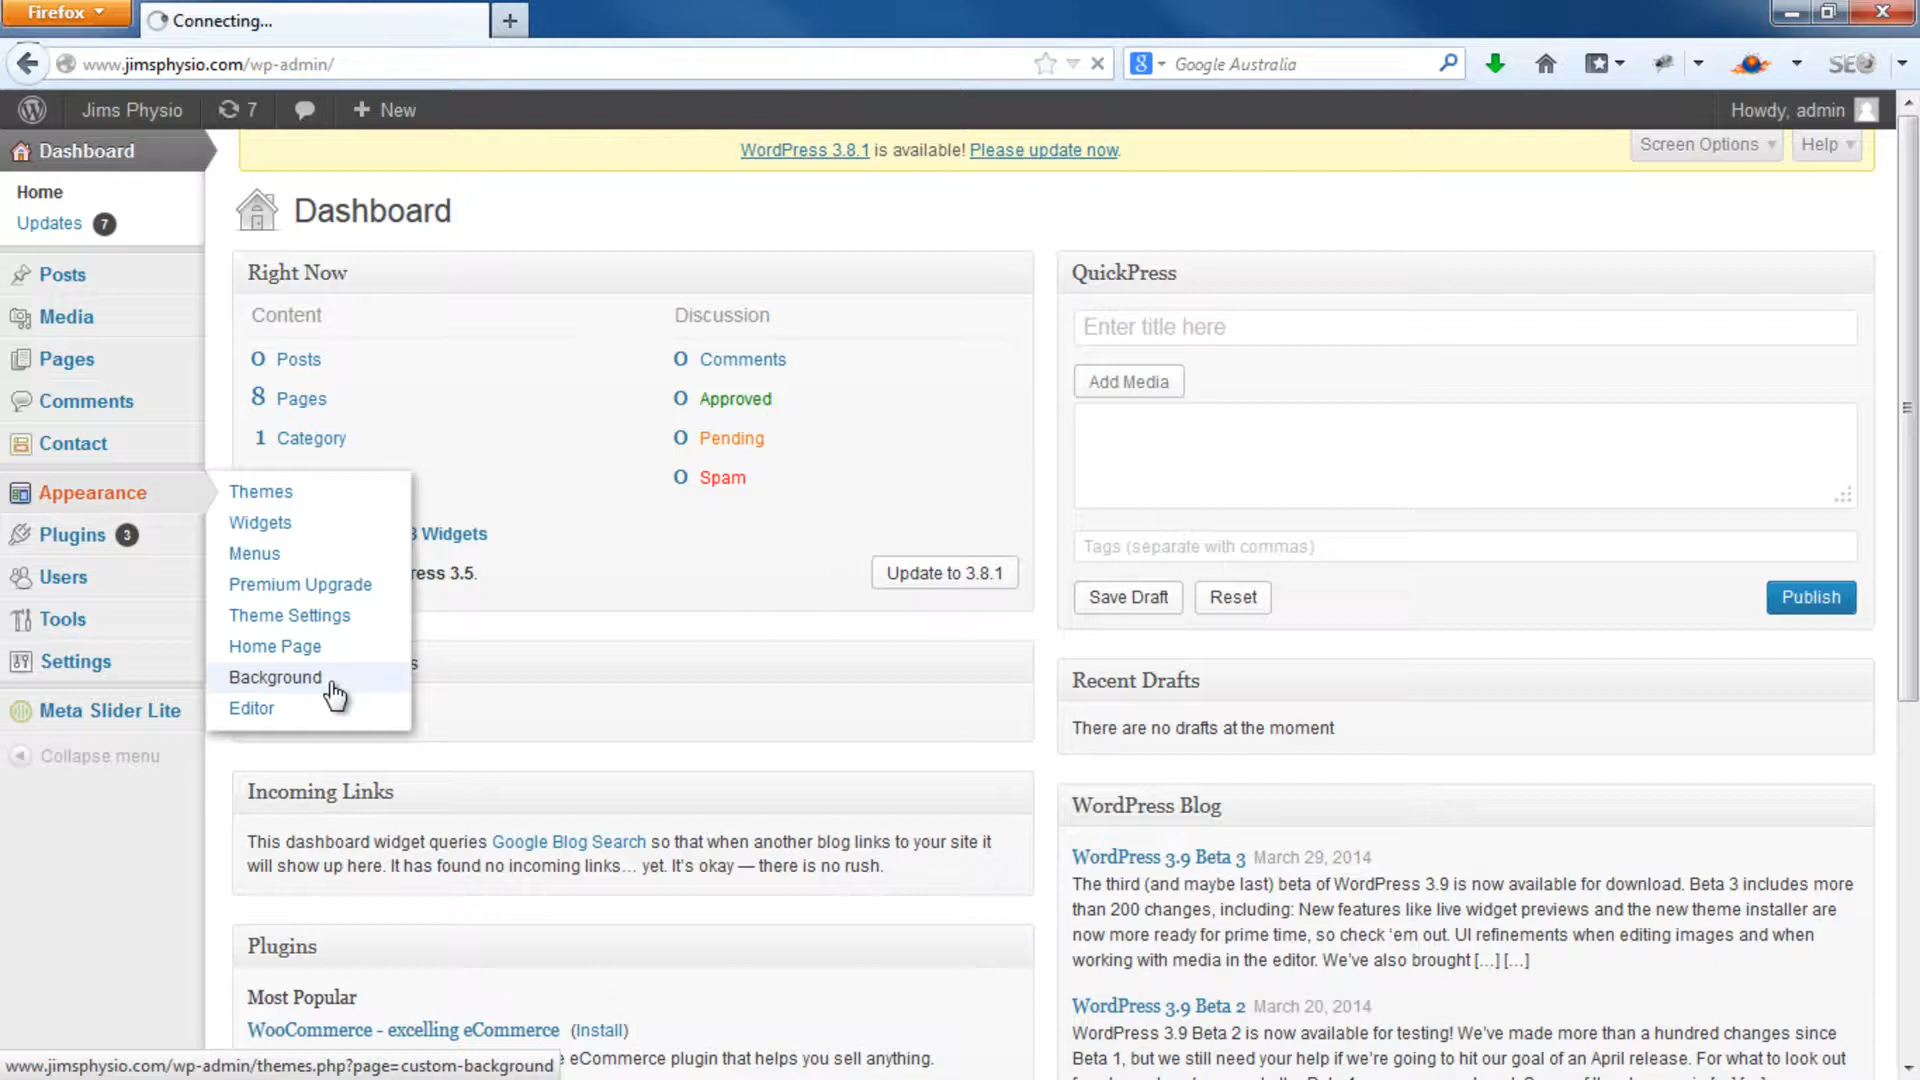 Firefox
Connecting...
www.jimsphysio.com/wp-admin/
Google Australia
SEO
Jims Physio
7
New
Howdy, admin
Dashboard
WordPress 3.8.1 is available! Please update now.
Screen Options
Help
Home
Updates 7
Posts
Media
Pages
Comments
Contact
Appearance
Plugins 3
Users
Tools
Settings
Meta Slider Lite
Collapse menu
Themes
Widgets
Menus
Premium Upgrade
Theme Settings
Home Page
Background
Editor
Dashboard
Right Now
Content
0 Posts
8 Pages
1 Category
Discussion
0 Comments
0 Approved
0 Pending
0 Spam
Widgets
ress 3.5.
Update to 3.8.1
s
Incoming Links
This dashboard widget queries Google Blog Search so that when another blog links to your site it
will show up here. It has found no incoming links… yet. It's okay — there is no rush.
Plugins
Most Popular
WooCommerce - excelling eCommerce (Install)
eCommerce plugin that helps you sell anything.
QuickPress
Enter title here
Add Media
Tags (separate with commas)
Save Draft
Reset
Publish
Recent Drafts
There are no drafts at the moment
WordPress Blog
WordPress 3.9 Beta 3 March 29, 2014
The third (and maybe last) beta of WordPress 3.9 is now available for download. Beta 3 includes more
than 200 changes, including: New features like live widget previews and the new theme installer are
now more ready for prime time, so check 'em out. UI refinements when editing images and when
working with media in the editor. We've also brought […] […]
WordPress 3.9 Beta 2 March 20, 2014
WordPress 3.9 Beta 2 is now available for testing! We've made more than a hundred changes since
Beta 1, but we still need your help if we're going to hit our goal of an April release. For what to look out
www.jimsphysio.com/wp-admin/themes.php?page=custom-background